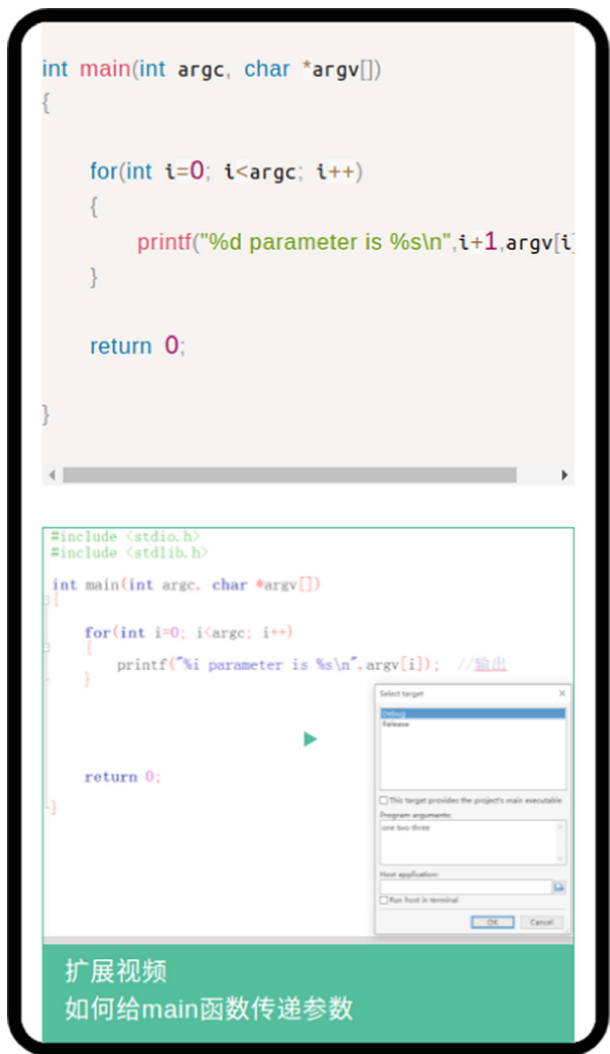 int main(int argc, char *argv[])
{
for(int i=0; i<argc; i++)
{
printf("%d parameter is %s\n",i+1,argv[i]
}
return 0;
}
#include <stdio.h>
#include <stdlib.h>
int main(int argc, char *argv[])
{
for(int i=0; i<argc; i++)
{
printf("%i parameter is %s\n",argv[i]); //输出
}
return 0;
}
Select target
Debug
Release
This target provides the project's main executable
Program arguments:
one two three
Host application:
Run host in terminal
OK
Cancel
扩展视频
如何给main函数传递参数